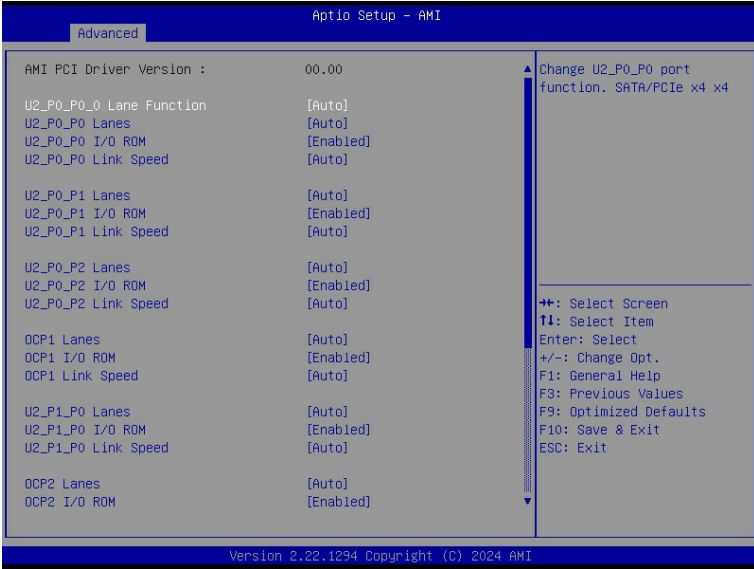 Aptio Setup – AMI
Advanced
AMI PCI Driver Version : 00.00
U2_P0_P0_0 Lane Function [Auto]
U2_P0_P0 Lanes [Auto]
U2_P0_P0 I/O ROM [Enabled]
U2_P0_P0 Link Speed [Auto]
U2_P0_P1 Lanes [Auto]
U2_P0_P1 I/O ROM [Enabled]
U2_P0_P1 Link Speed [Auto]
U2_P0_P2 Lanes [Auto]
U2_P0_P2 I/O ROM [Enabled]
U2_P0_P2 Link Speed [Auto]
OCP1 Lanes [Auto]
OCP1 I/O ROM [Enabled]
OCP1 Link Speed [Auto]
U2_P1_P0 Lanes [Auto]
U2_P1_P0 I/O ROM [Enabled]
U2_P1_P0 Link Speed [Auto]
OCP2 Lanes [Auto]
OCP2 I/O ROM [Enabled]
Change U2_P0_P0 port
function. SATA/PCIe x4 x4
→←: Select Screen
↑↓: Select Item
Enter: Select
+/-: Change Opt.
F1: General Help
F3: Previous Values
F9: Optimized Defaults
F10: Save & Exit
ESC: Exit
Version 2.22.1294 Copyright (C) 2024 AMI